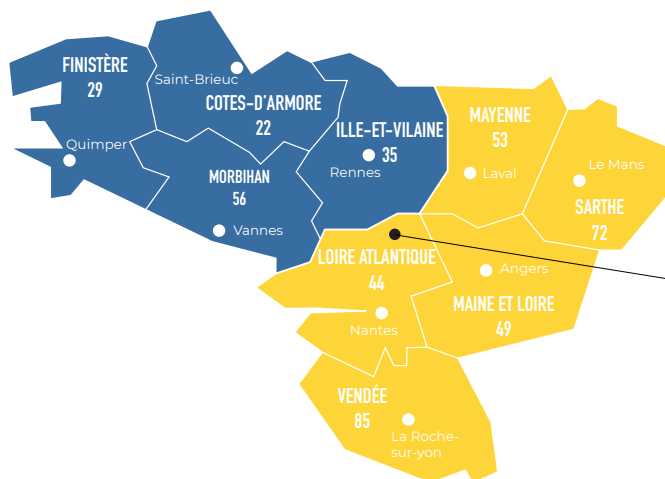 FINISTÈRE
29
Quimper
Saint-Brieuc
COTES-D'ARMORE
22
ILLE-ET-VILAINE
35
Rennes
MORBIHAN
56
Vannes
MAYENNE
53
Laval
Le Mans
SARTHE
72
LOIRE ATLANTIQUE
44
Nantes
Angers
MAINE ET LOIRE
49
VENDÉE
85
La Roche-
sur-yon